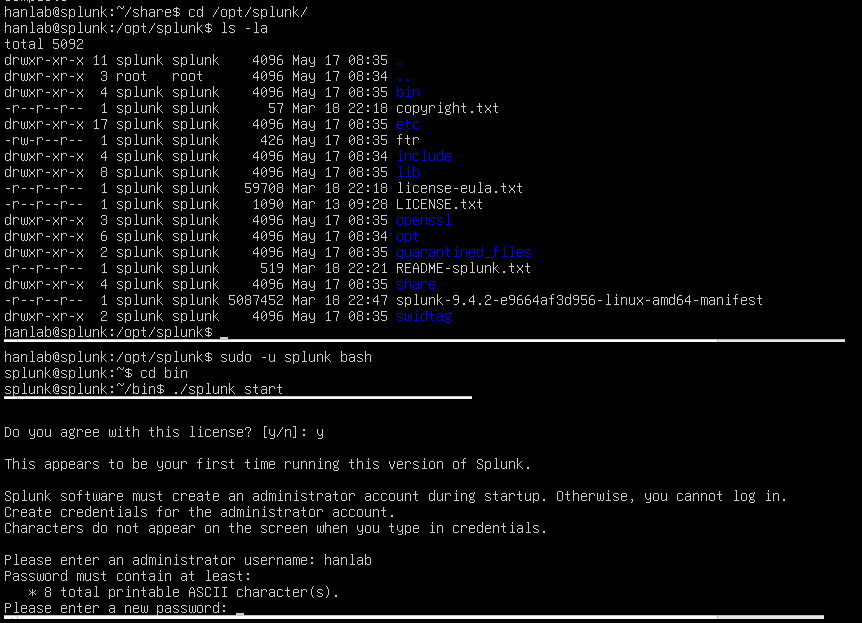 hanlab@splunk:~/share$ cd /opt/splunk/
hanlab@splunk:/opt/splunk$ ls -la
total 5092
drwxr-xr-x 11 splunk splunk    4096 May 17 08:35 .
drwxr-xr-x  3 root   root      4096 May 17 08:34 ..
drwxr-xr-x  4 splunk splunk    4096 May 17 08:35 bin
-r--r--r--  1 splunk splunk      57 Mar 18 22:18 copyright.txt
drwxr-xr-x 17 splunk splunk    4096 May 17 08:35 etc
-rw-r--r--  1 splunk splunk     426 May 17 08:35 ftr
drwxr-xr-x  4 splunk splunk    4096 May 17 08:34 include
drwxr-xr-x  8 splunk splunk    4096 May 17 08:35 lib
-r--r--r--  1 splunk splunk   59708 Mar 18 22:18 license-eula.txt
-r--r--r--  1 splunk splunk    1090 Mar 13 09:28 LICENSE.txt
drwxr-xr-x  3 splunk splunk    4096 May 17 08:35 openssl
drwxr-xr-x  6 splunk splunk    4096 May 17 08:34 opt
drwxr-xr-x  2 splunk splunk    4096 May 17 08:35 quarantined_files
-r--r--r--  1 splunk splunk     519 Mar 18 22:21 README-splunk.txt
drwxr-xr-x  4 splunk splunk    4096 May 17 08:35 share
-r--r--r--  1 splunk splunk 5087452 Mar 18 22:47 splunk-9.4.2-e9664af3d956-linux-amd64-manifest
drwxr-xr-x  2 splunk splunk    4096 May 17 08:35 swidtag
hanlab@splunk:/opt/splunk$ _
hanlab@splunk:/opt/splunk$ sudo -u splunk bash
splunk@splunk:~$ cd bin
splunk@splunk:~/bin$ ./splunk start
Do you agree with this license? [y/n]: y
This appears to be your first time running this version of Splunk.
Splunk software must create an administrator account during startup. Otherwise, you cannot log in.
Create credentials for the administrator account.
Characters do not appear on the screen when you type in credentials.
Please enter an administrator username: hanlab
Password must contain at least:
   * 8 total printable ASCII character(s).
Please enter a new password: _